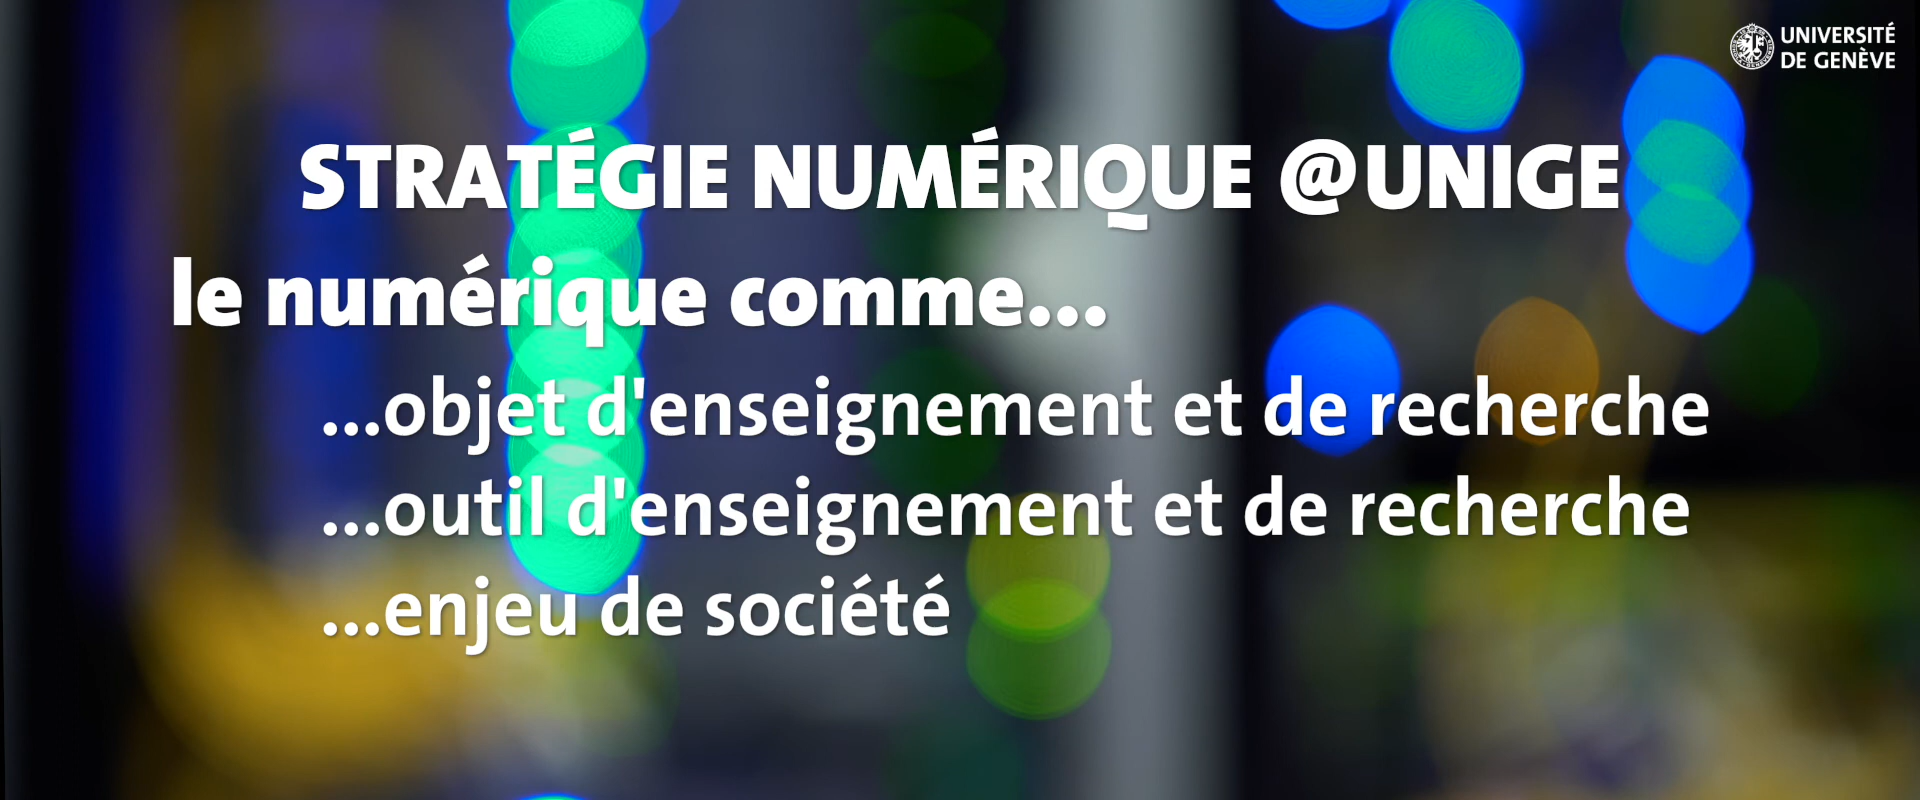 UNIVERSITÉ
DE GENÈVE
STRATÉGIE NUMÉRIQUE @UNIGE
le numérique comme...
...objet d'enseignement et de recherche
...outil d'enseignement et de recherche
...enjeu de société